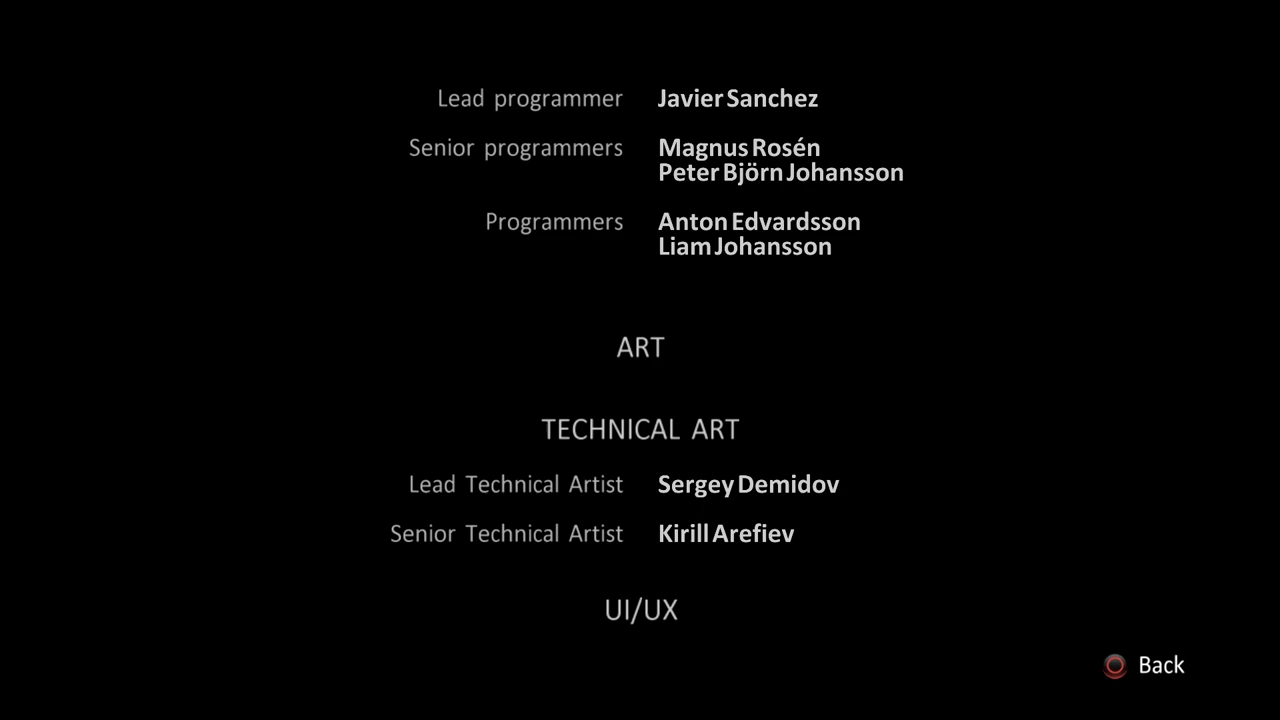 Lead programmer Javier Sanchez
Senior programmers Magnus Rosén
Peter Björn Johansson
Programmers Anton Edvardsson
Liam Johansson
ART
TECHNICAL ART
Lead Technical Artist Sergey Demidov
Senior Technical Artist Kirill Arefiev
UI/UX
Back